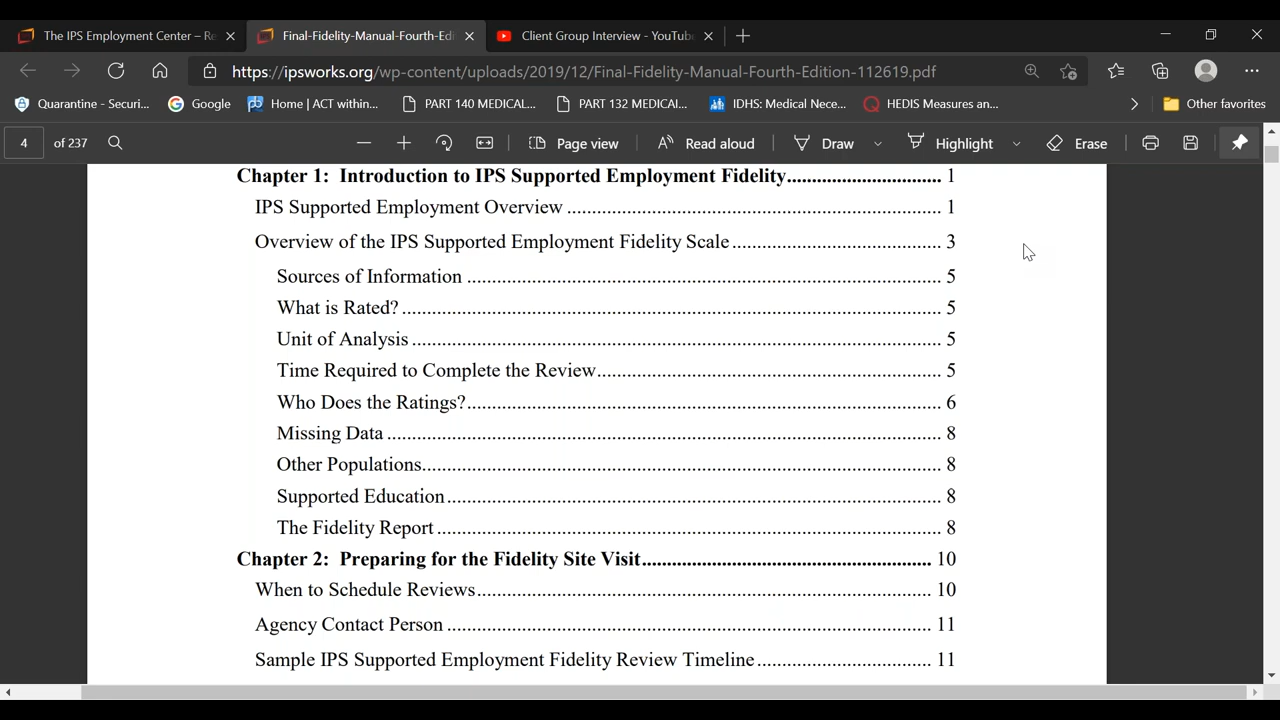 The IPS Employment Center – Re
Final-Fidelity-Manual-Fourth-Edi
Client Group Interview - YouTub
https://ipsworks.org/wp-content/uploads/2019/12/Final-Fidelity-Manual-Fourth-Edition-112619.pdf
Quarantine - Securi...
Google
Home | ACT within...
PART 140 MEDICAL...
PART 132 MEDICAI...
IDHS: Medical Nece...
HEDIS Measures an...
Other favorites
4 of 237
Page view
Read aloud
Draw
Highlight
Erase
Chapter 1: Introduction to IPS Supported Employment Fidelity............................... 1
IPS Supported Employment Overview ........................................................................... 1
Overview of the IPS Supported Employment Fidelity Scale.......................................... 3
Sources of Information ............................................................................................... 5
What is Rated?............................................................................................................ 5
Unit of Analysis.......................................................................................................... 5
Time Required to Complete the Review..................................................................... 5
Who Does the Ratings?............................................................................................... 6
Missing Data ............................................................................................................... 8
Other Populations........................................................................................................ 8
Supported Education................................................................................................... 8
The Fidelity Report ..................................................................................................... 8
Chapter 2: Preparing for the Fidelity Site Visit.......................................................... 10
When to Schedule Reviews........................................................................................... 10
Agency Contact Person ................................................................................................. 11
Sample IPS Supported Employment Fidelity Review Timeline................................... 11